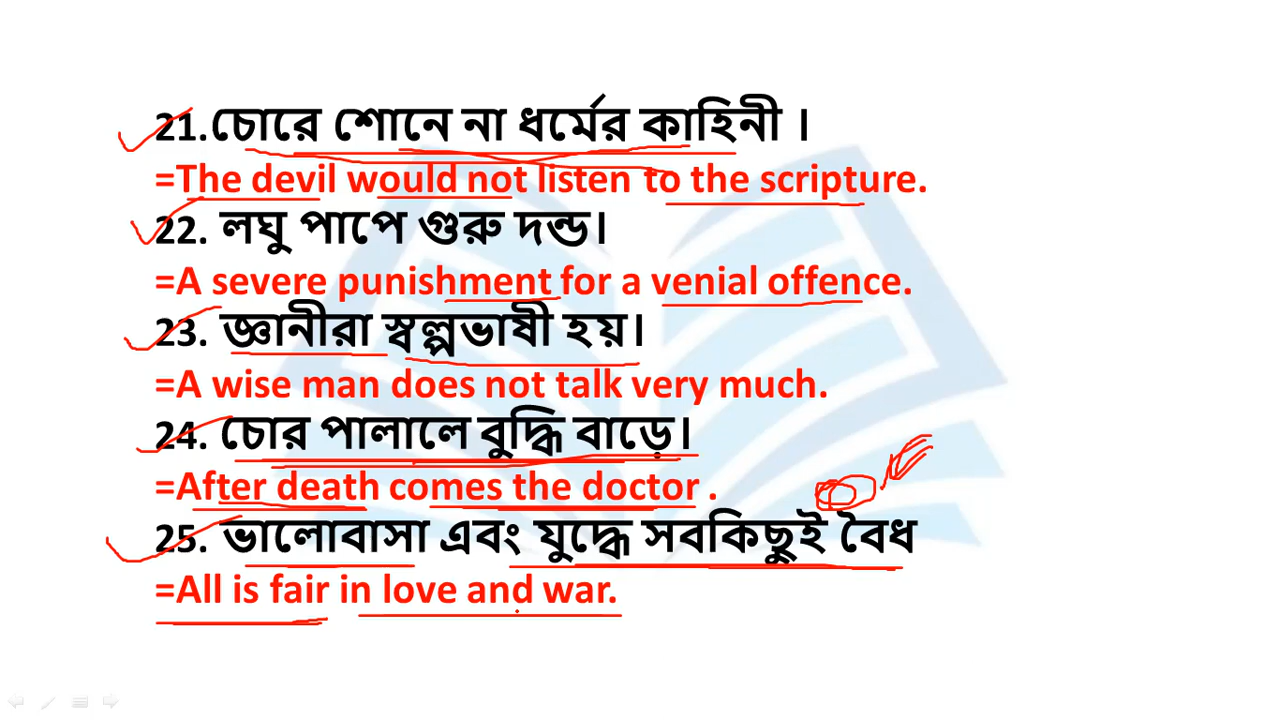 21.চোরে শোনে না ধর্মের কাহিনী ।
=The devil would not listen to the scripture.
22. লঘু পাপে গুরু দন্ড।
=A severe punishment for a venial offence.
23. জ্ঞানীরা স্বল্পভাষী হয়।
=A wise man does not talk very much.
24. চোর পালালে বুদ্ধি বাড়ে।
=After death comes the doctor .
25. ভালোবাসা এবং যুদ্ধে সবকিছুই বৈধ
=All is fair in love and war.